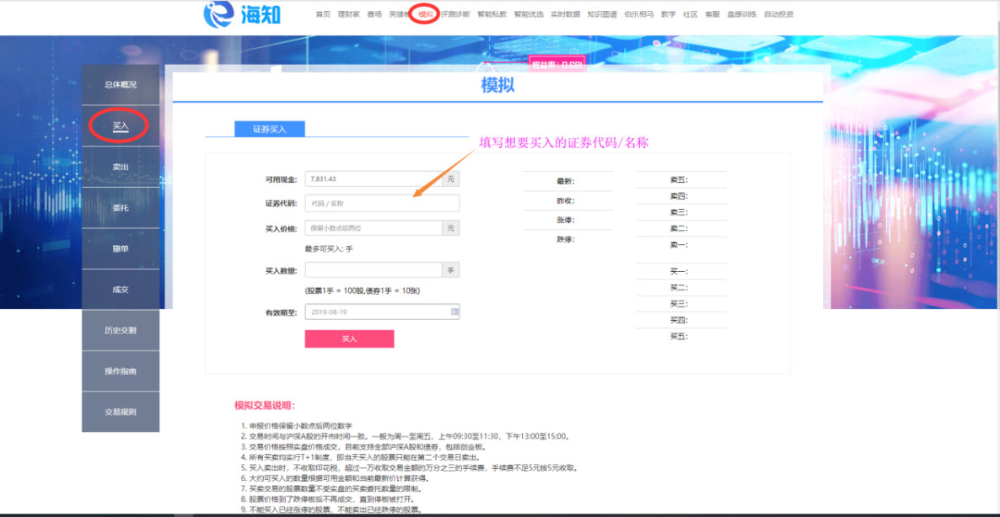 海知
首页 理财家 赛场 英雄榜 模拟 评测诊断 智能私教 智能优选 实时数据 知识图谱 伯乐相马 教学 社区 客服 盘感训练 自动投资
总体概况
买入
卖出
委托
撤单
成交
历史交割
操作指南
交易规则
模拟
证券买入
填写想要买入的证券代码/名称
可用现金: 7,831.43 元
证券代码: 代码 / 名称
买入价格: 保留小数点后两位 元
最多可买入: 手
买入数量: 手
(股票1手 = 100股,债券1手 = 10张)
有效期至: 2019-08-19
买入
最新:
昨收:
涨停:
跌停:
卖五:
卖四:
卖三:
卖二:
卖一:
买一:
买二:
买三:
买四:
买五:
模拟交易说明:
1. 申报价格保留小数点后两位数字
2. 交易时间与沪深A股的开市时间一致。一般为周一至周五，上午09:30至11:30，下午13:00至15:00。
3. 交易价格按照实盘价格成交，目前支持全部沪深A股和债券，包括创业板。
4. 所有买卖均实行T+1制度，即当天买入的股票只能在第二个交易日卖出。
5. 买入卖出时，不收取印花税，超过一万收取交易金额的万分之三的手续费，手续费不足5元按5元收取。
6. 大约可买入的数量根据可用金额和当前最新价计算获得。
7. 买卖交易的股票数量不受实盘的买卖委托数量的限制。
8. 股票价格到了跌停板后不再成交，直到停板被打开。
9. 不能买入已经涨停的股票，不能卖出已经跌停的股票。